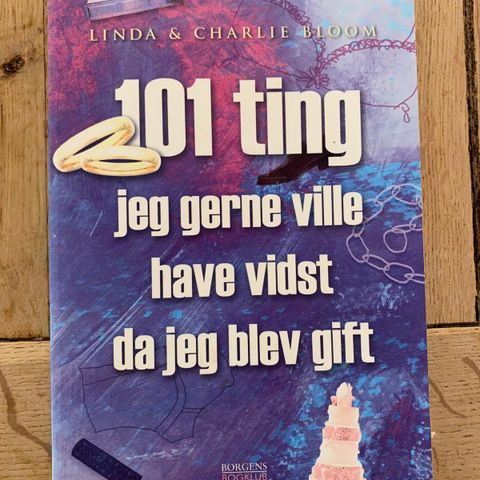 LINDA & CHARLIE BLOOM
101 ting
jeg gerne ville
have vidst
da jeg blev gift
BORGENS
BOGKLUB